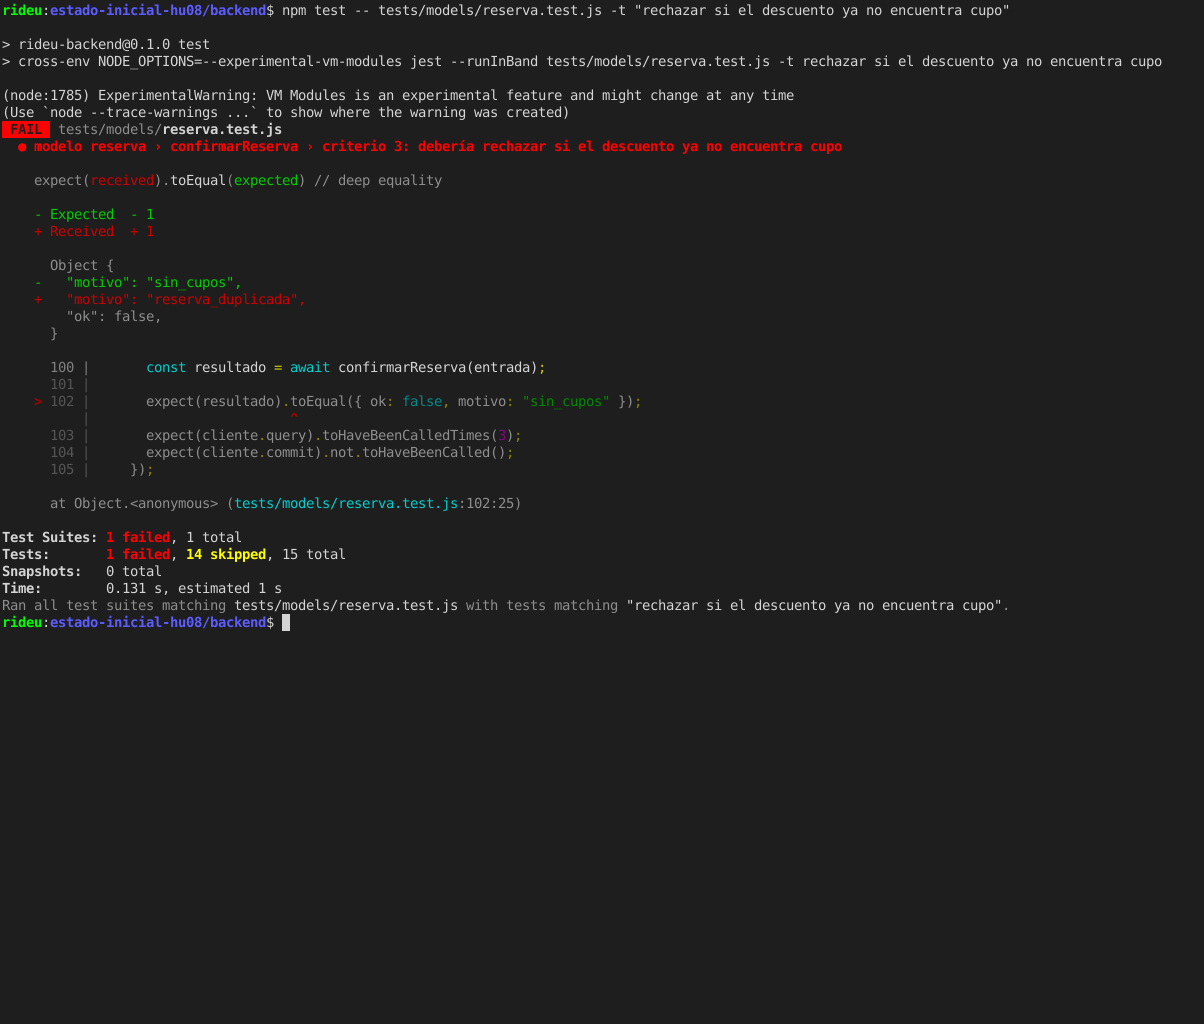 rideu:estado-inicial-hu08/backend$ npm test -- tests/models/reserva.test.js -t "rechazar si el descuento ya no encuentra cupo"
> rideu-backend@0.1.0 test
> cross-env NODE_OPTIONS=--experimental-vm-modules jest --runInBand tests/models/reserva.test.js -t rechazar si el descuento ya no encuentra cupo
(node:1785) ExperimentalWarning: VM Modules is an experimental feature and might change at any time
(Use `node --trace-warnings ...` to show where the warning was created)
FAIL tests/models/reserva.test.js
● modelo reserva › confirmarReserva › criterio 3: debería rechazar si el descuento ya no encuentra cupo
expect(received).toEqual(expected) // deep equality
- Expected  - 1
+ Received  + 1
Object {
-   "motivo": "sin_cupos",
+   "motivo": "reserva_duplicada",
"ok": false,
}
100 |       const resultado = await confirmarReserva(entrada);
101 |
> 102 |       expect(resultado).toEqual({ ok: false, motivo: "sin_cupos" });
|                         ^
103 |       expect(cliente.query).toHaveBeenCalledTimes(3);
104 |       expect(cliente.commit).not.toHaveBeenCalled();
105 |     });
at Object.<anonymous> (tests/models/reserva.test.js:102:25)
Test Suites: 1 failed, 1 total
Tests:       1 failed, 14 skipped, 15 total
Snapshots:   0 total
Time:        0.131 s, estimated 1 s
Ran all test suites matching tests/models/reserva.test.js with tests matching "rechazar si el descuento ya no encuentra cupo".
rideu:estado-inicial-hu08/backend$